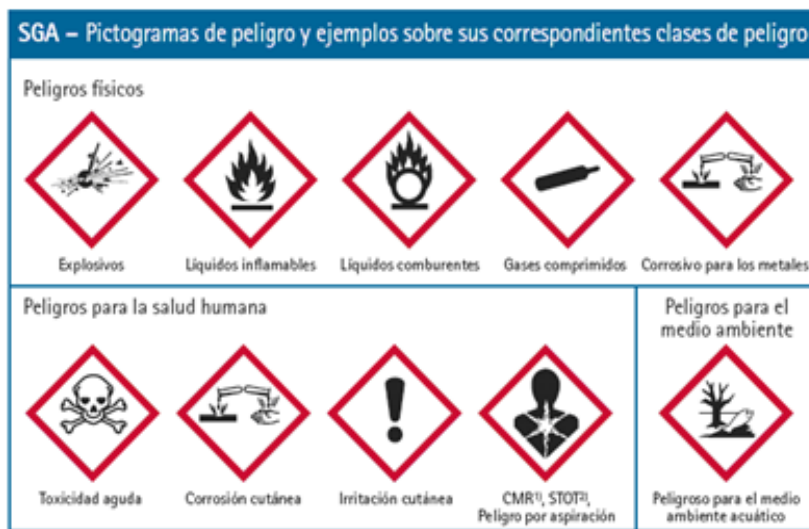 SGA – Pictogramas de peligro y ejemplos sobre sus correspondientes clases de peligro
Peligros físicos
Explosivos
Líquidos inflamables
Líquidos comburentes
Gases comprimidos
Corrosivo para los metales
Peligros para la salud humana
Toxicidad aguda
Corrosión cutánea
Irritación cutánea
CMR¹⁾, STOT²⁾,
Peligro por aspiración
Peligros para el
medio ambiente
Peligroso para el medio
ambiente acuático